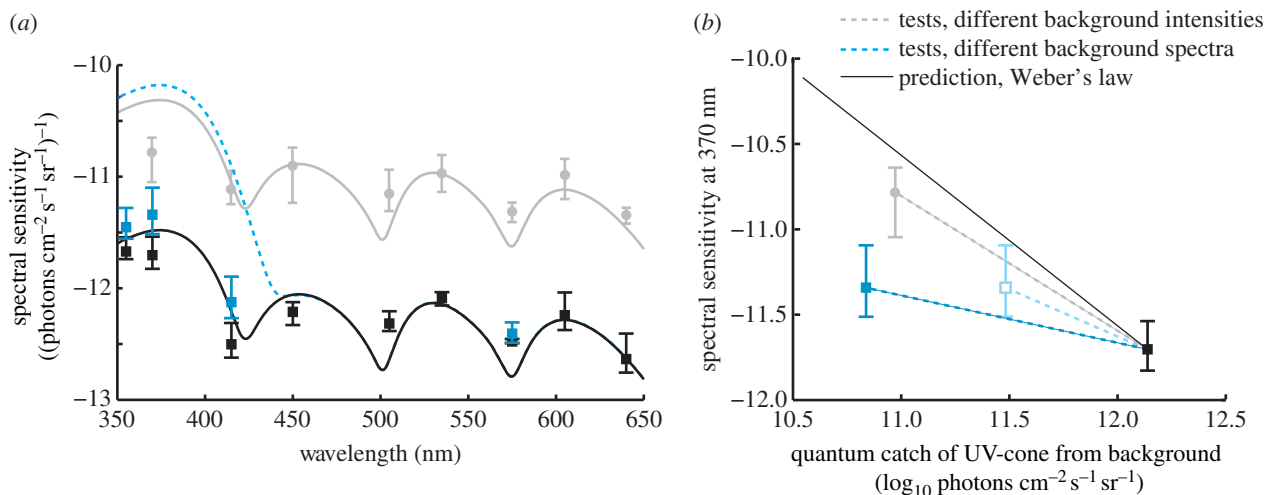 (a)
−10
−11
−12
−13
350
400
450
500
550
600
650
wavelength (nm)
spectral sensitivity
((photons cm−2 s−1 sr−1)−1)
(b)
tests, different background intensities
tests, different background spectra
prediction, Weber's law
−10.0
−10.5
−11.0
−11.5
−12.0
10.5
11.0
11.5
12.0
12.5
spectral sensitivity at 370 nm
quantum catch of UV-cone from background
(log10 photons cm−2 s−1 sr−1)